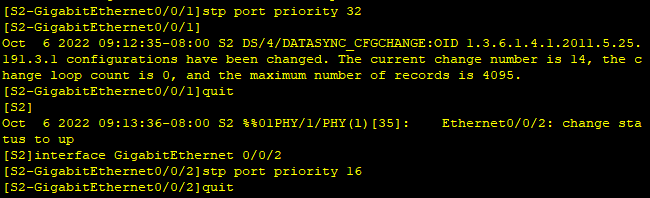 [S2-GigabitEthernet0/0/1]stp port priority 32
[S2-GigabitEthernet0/0/1]
Oct  6 2022 09:12:35-08:00 S2 DS/4/DATASYNC_CFGCHANGE:OID 1.3.6.1.4.1.2011.5.25.
191.3.1 configurations have been changed. The current change number is 14, the c
hange loop count is 0, and the maximum number of records is 4095.
[S2-GigabitEthernet0/0/1]quit
[S2]
Oct  6 2022 09:13:36-08:00 S2 %%01PHY/1/PHY(l)[35]:    Ethernet0/0/2: change sta
tus to up
[S2]interface GigabitEthernet 0/0/2
[S2-GigabitEthernet0/0/2]stp port priority 16
[S2-GigabitEthernet0/0/2]quit